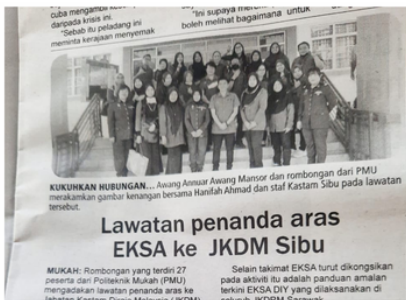 cuba mengambil
daripada krisis ini.
"Sebab itu peladang ini
meminta kerajaan menyemak
"Ini supaya
boleh melihat bagaimana untuk
KUKUHKAN HUBUNGAN... Awang Annuar Awang Mansor dan rombongan dari PMU
merakamkan gambar kenangan bersama Hanifah Ahmad dan staf Kastam Sibu pada lawatan
tersebut.
Lawatan penanda aras
EKSA ke JKDM Sibu
MUKAH: Rombongan yang terdiri 27
peserta dari Politeknik Mukah (PMU)
mengadakan lawatan penanda aras ke
Selain takimat EKSA turut dikongsikan
pada aktiviti itu adalah panduan amalan
terkini EKSA DIY yang dilaksanakan di